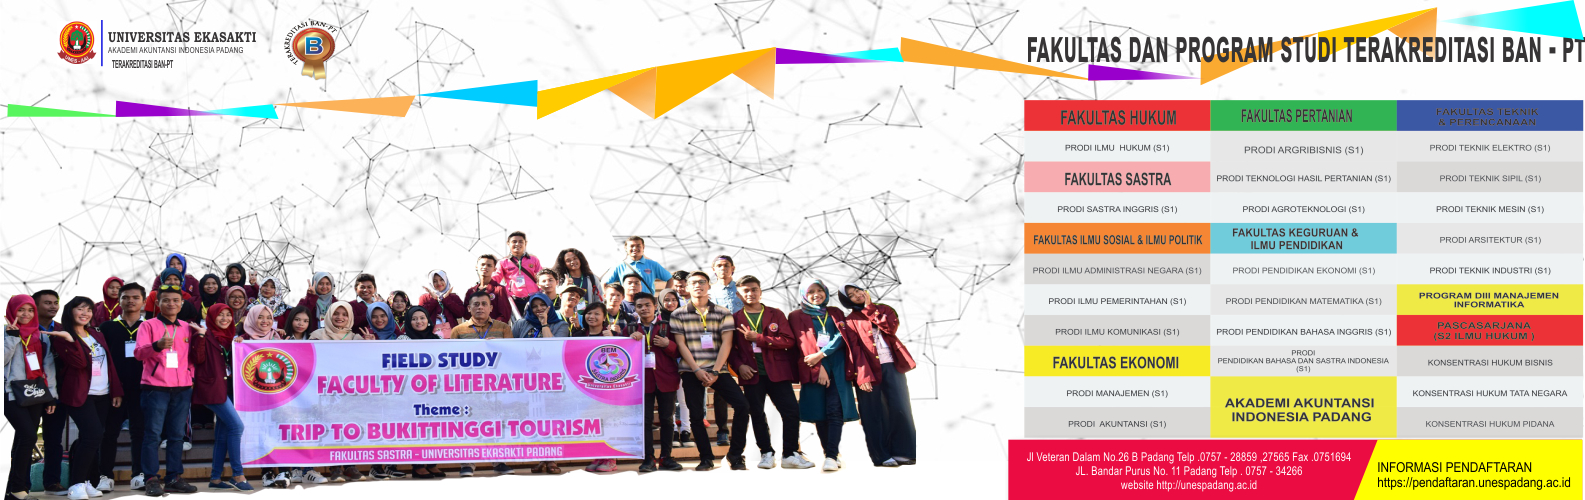 UNIVERSITAS EKASAKTI
AKADEMI AKUNTANSI INDONESIA PADANG
TERAKREDITASI BAN-PT
UNES - AAI
TERAKREDITASI BAN-PT
B
FAKULTAS DAN PROGRAM STUDI TERAKREDITASI BAN - PT
FAKULTAS HUKUM
PRODI ILMU HUKUM (S1)
FAKULTAS SASTRA
PRODI SASTRA INGGRIS (S1)
FAKULTAS ILMU SOSIAL & ILMU POLITIK
PRODI ILMU ADMINISTRASI NEGARA (S1)
PRODI ILMU PEMERINTAHAN (S1)
PRODI ILMU KOMUNIKASI (S1)
FAKULTAS EKONOMI
PRODI MANAJEMEN (S1)
PRODI AKUNTANSI (S1)
FAKULTAS PERTANIAN
PRODI ARGRIBISNIS (S1)
PRODI TEKNOLOGI HASIL PERTANIAN (S1)
PRODI AGROTEKNOLOGI (S1)
FAKULTAS KEGURUAN &
ILMU PENDIDIKAN
PRODI PENDIDIKAN EKONOMI (S1)
PRODI PENDIDIKAN MATEMATIKA (S1)
PRODI PENDIDIKAN BAHASA INGGRIS (S1)
PRODI
PENDIDIKAN BAHASA DAN SASTRA INDONESIA
(S1)
AKADEMI AKUNTANSI
INDONESIA PADANG
FAKULTAS TEKNIK
& PERENCANAAN
PRODI TEKNIK ELEKTRO (S1)
PRODI TEKNIK SIPIL (S1)
PRODI TEKNIK MESIN (S1)
PRODI ARSITEKTUR (S1)
PRODI TEKNIK INDUSTRI (S1)
PROGRAM DIII MANAJEMEN
INFORMATIKA
PASCASARJANA
(S2 ILMU HUKUM )
KONSENTRASI HUKUM BISNIS
KONSENTRASI HUKUM TATA NEGARA
KONSENTRASI HUKUM PIDANA
FIELD STUDY
FACULTY OF LITERATURE
Theme :
TRIP TO BUKITTINGGI TOURISM
FAKULTAS SASTRA - UNIVERSITAS EKASAKTI PADANG
BEM
Jl Veteran Dalam No.26 B Padang Telp .0757 - 28859 ,27565 Fax .0751694
JL. Bandar Purus No. 11 Padang Telp . 0757 - 34266
website http://unespadang.ac.id
INFORMASI PENDAFTARAN
https://pendaftaran.unespadang.ac.id